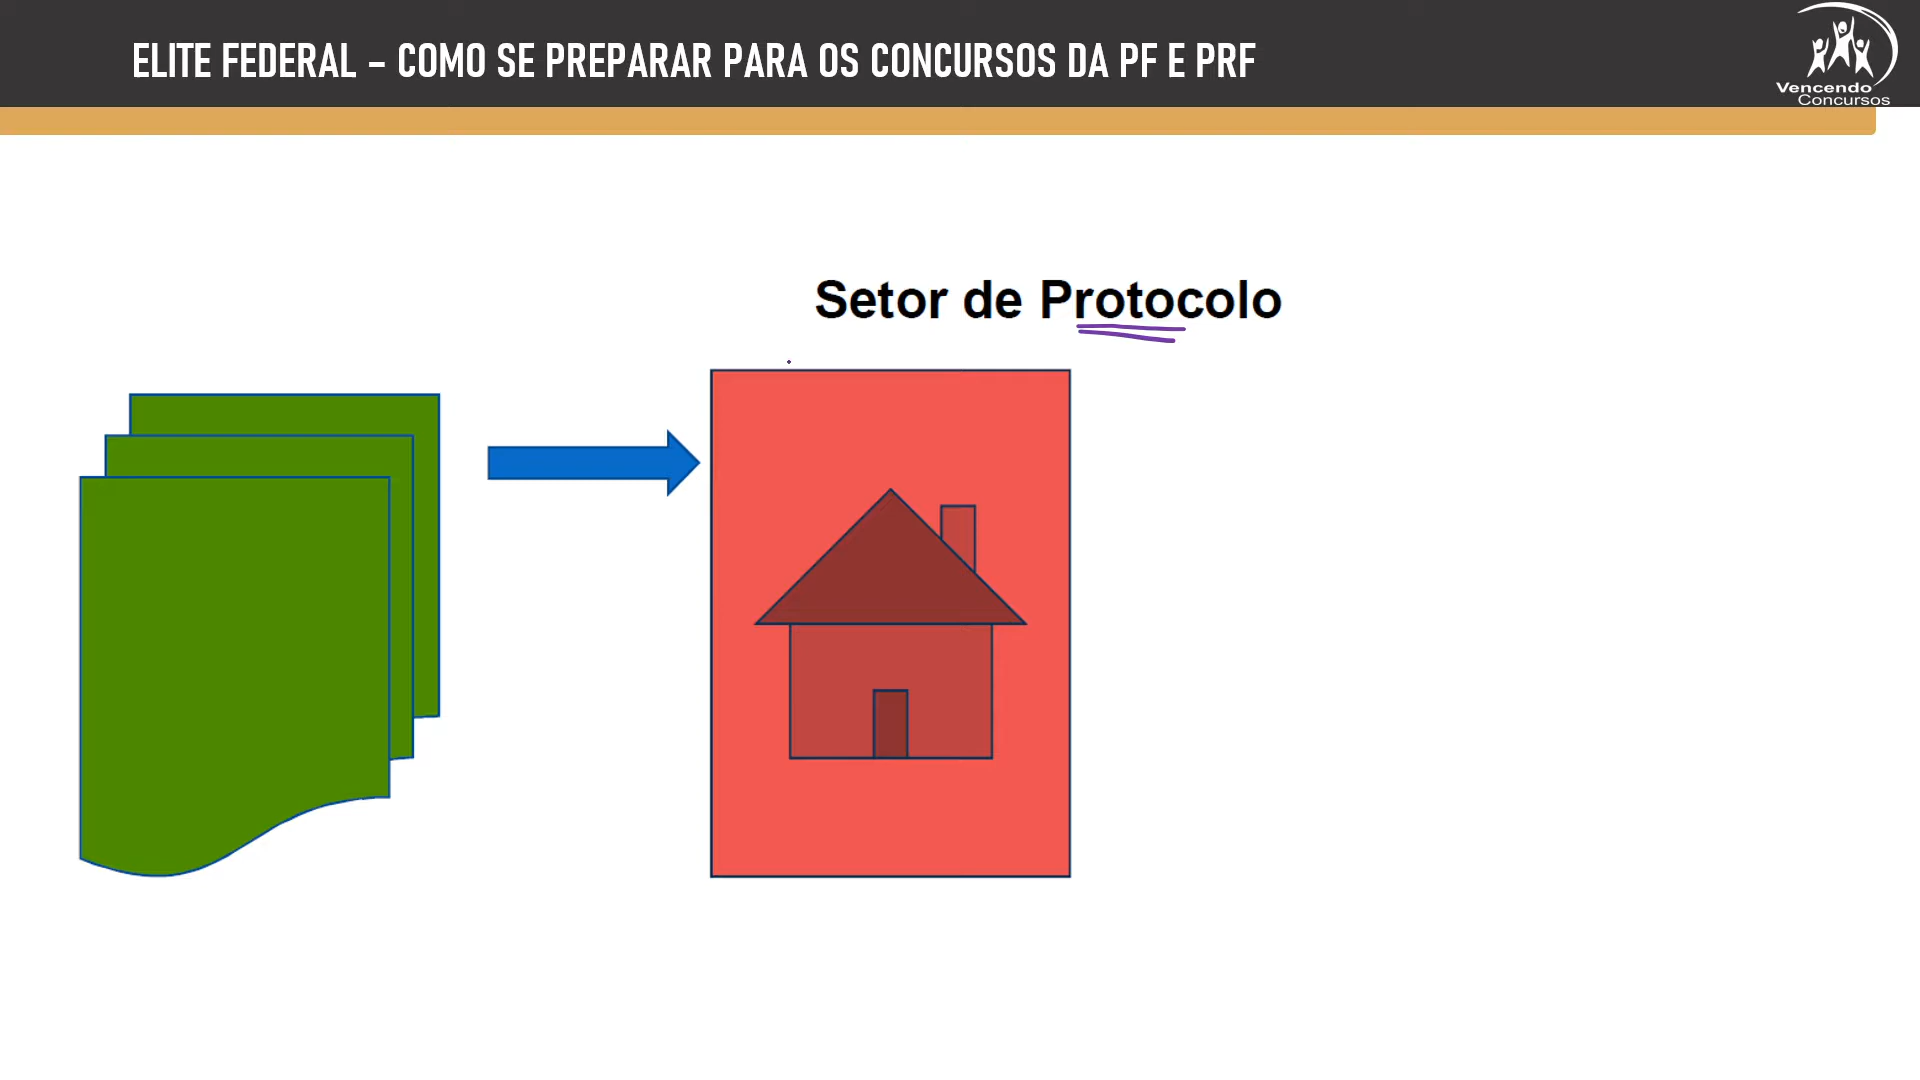 ELITE FEDERAL – COMO SE PREPARAR PARA OS CONCURSOS DA PF E PRF
Vencendo
Concursos
Setor de Protocolo